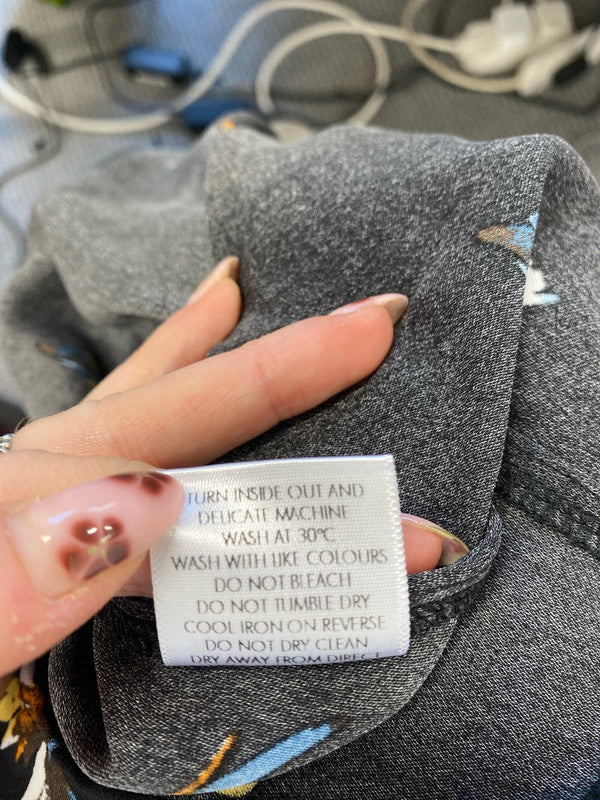 TURN INSIDE OUT AND
DELICATE MACHINE
WASH AT 30°C
WASH WITH LIKE COLOURS
DO NOT BLEACH
DO NOT TUMBLE DRY
COOL IRON ON REVERSE
DO NOT DRY CLEAN
DRY AWAY FROM DIRECT